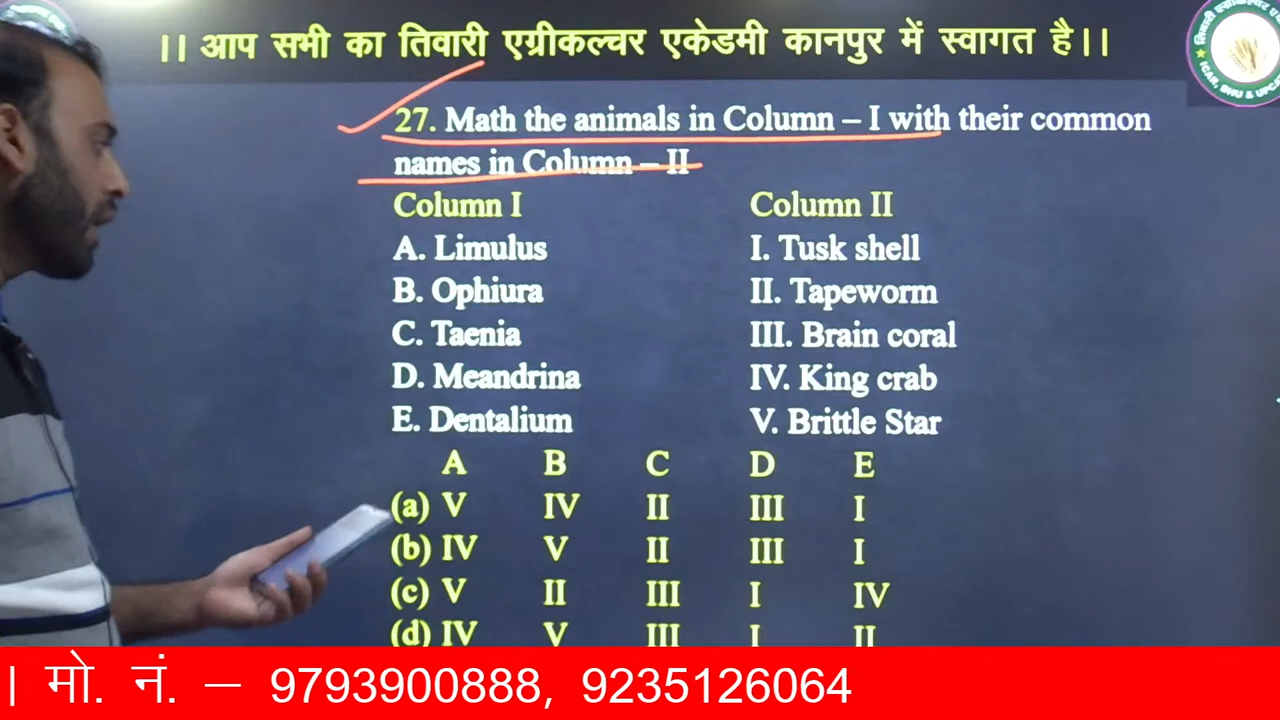 ।। आप सभी का तिवारी एग्रीकल्चर एकेडमी कानपुर में स्वागत है।।
27. Math the animals in Column – I with their common
names in Column – II
Column I Column II
A. Limulus I. Tusk shell
B. Ophiura II. Tapeworm
C. Taenia III. Brain coral
D. Meandrina IV. King crab
E. Dentalium V. Brittle Star
A B C D E
(a) V IV II III I
(b) IV V II III I
(c) V II III I IV
(d) IV V III I II
| मो. नं. – 9793900888, 9235126064